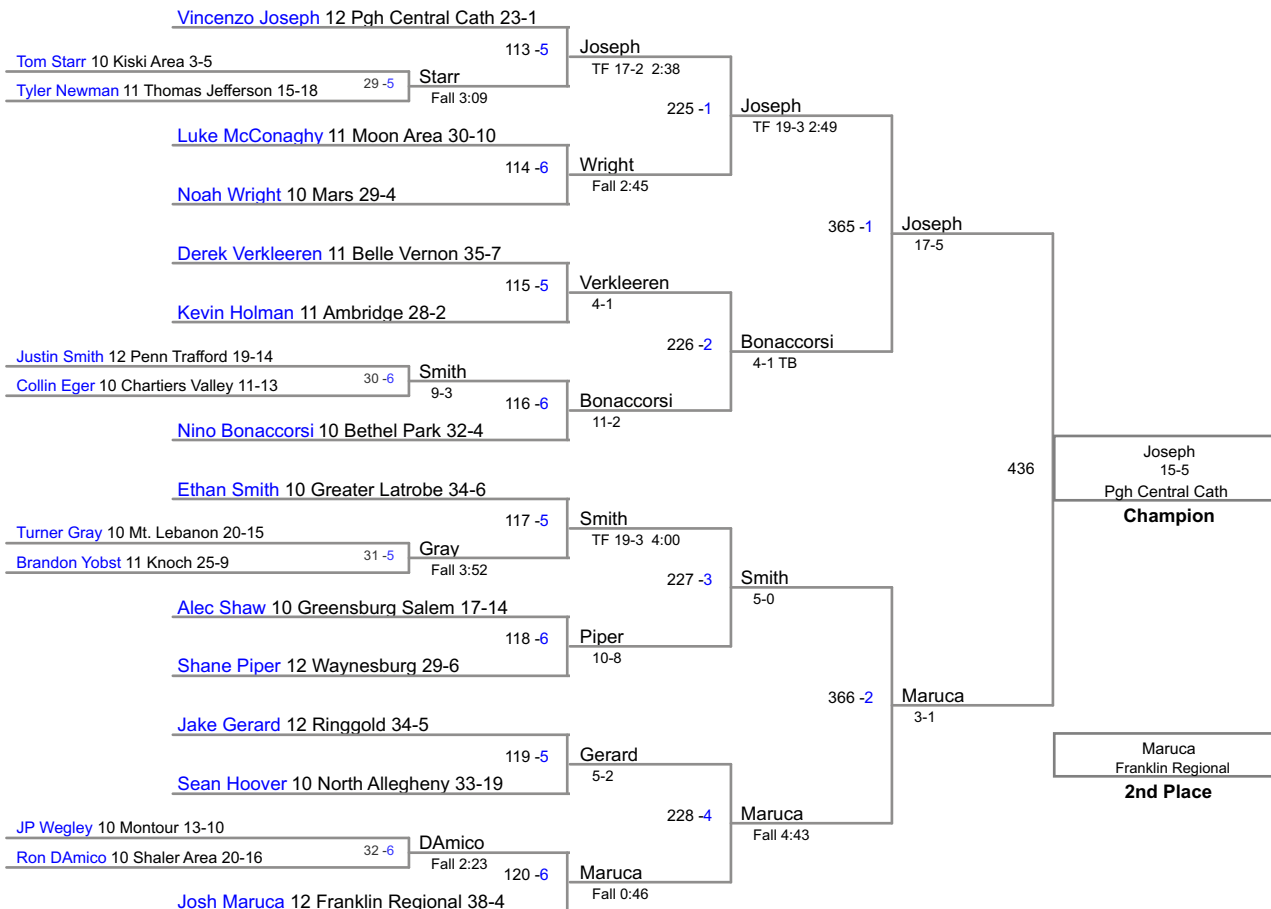 Vincenzo Joseph 12 Pgh Central Cath 23-1
113 -5
Joseph
TF 17-2 2:38
Tom Starr 10 Kiski Area 3-5
Tyler Newman 11 Thomas Jefferson 15-18
29 -5
Starr
Fall 3:09
225 -1
Joseph
TF 19-3 2:49
Luke McConaghy 11 Moon Area 30-10
114 -6
Wright
Fall 2:45
Noah Wright 10 Mars 29-4
365 -1
Joseph
17-5
Derek Verkleeren 11 Belle Vernon 35-7
115 -5
Verkleeren
4-1
Kevin Holman 11 Ambridge 28-2
226 -2
Bonaccorsi
4-1 TB
Justin Smith 12 Penn Trafford 19-14
Collin Eger 10 Chartiers Valley 11-13
30 -6
Smith
9-3
116 -6
Bonaccorsi
11-2
Nino Bonaccorsi 10 Bethel Park 32-4
436
Joseph
15-5
Pgh Central Cath
Champion
Ethan Smith 10 Greater Latrobe 34-6
117 -5
Smith
TF 19-3 4:00
Turner Gray 10 Mt. Lebanon 20-15
Brandon Yobst 11 Knoch 25-9
31 -5
Gray
Fall 3:52
227 -3
Smith
5-0
Alec Shaw 10 Greensburg Salem 17-14
118 -6
Piper
10-8
Shane Piper 12 Waynesburg 29-6
366 -2
Maruca
3-1
Jake Gerard 12 Ringgold 34-5
119 -5
Gerard
5-2
Sean Hoover 10 North Allegheny 33-19
Maruca
Franklin Regional
2nd Place
228 -4
Maruca
Fall 4:43
JP Wegley 10 Montour 13-10
Ron DAmico 10 Shaler Area 20-16
32 -6
DAmico
Fall 2:23
120 -6
Maruca
Fall 0:46
Josh Maruca 12 Franklin Regional 38-4